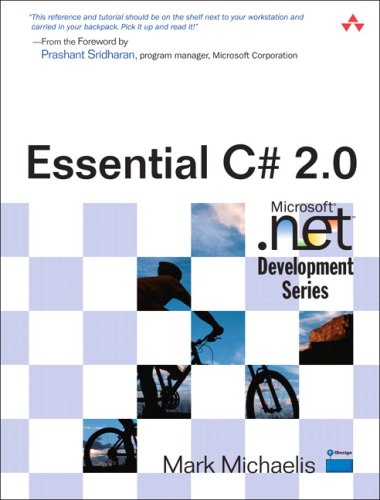 "This reference and tutorial should be on the shelf next to your workstation and
carried in your backpack. Pick it up and read it!"
—From the Foreword by
Prashant Sridharan, program manager, Microsoft Corporation
Essential C# 2.0
Microsoft®
.net™
Development
Series
iDesign
Mark Michaelis